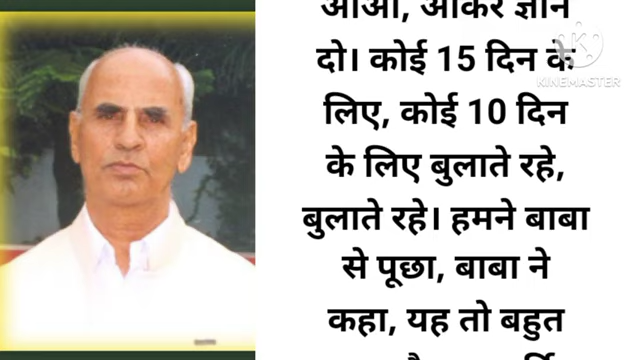 आओ, आकर ज्ञान
दो। कोई 15 दिन के
लिए, कोई 10 दिन
के लिए बुलाते रहे,
बुलाते रहे। हमने बाबा
से पूछा, बाबा ने
कहा, यह तो बहुत
KINEMASTER